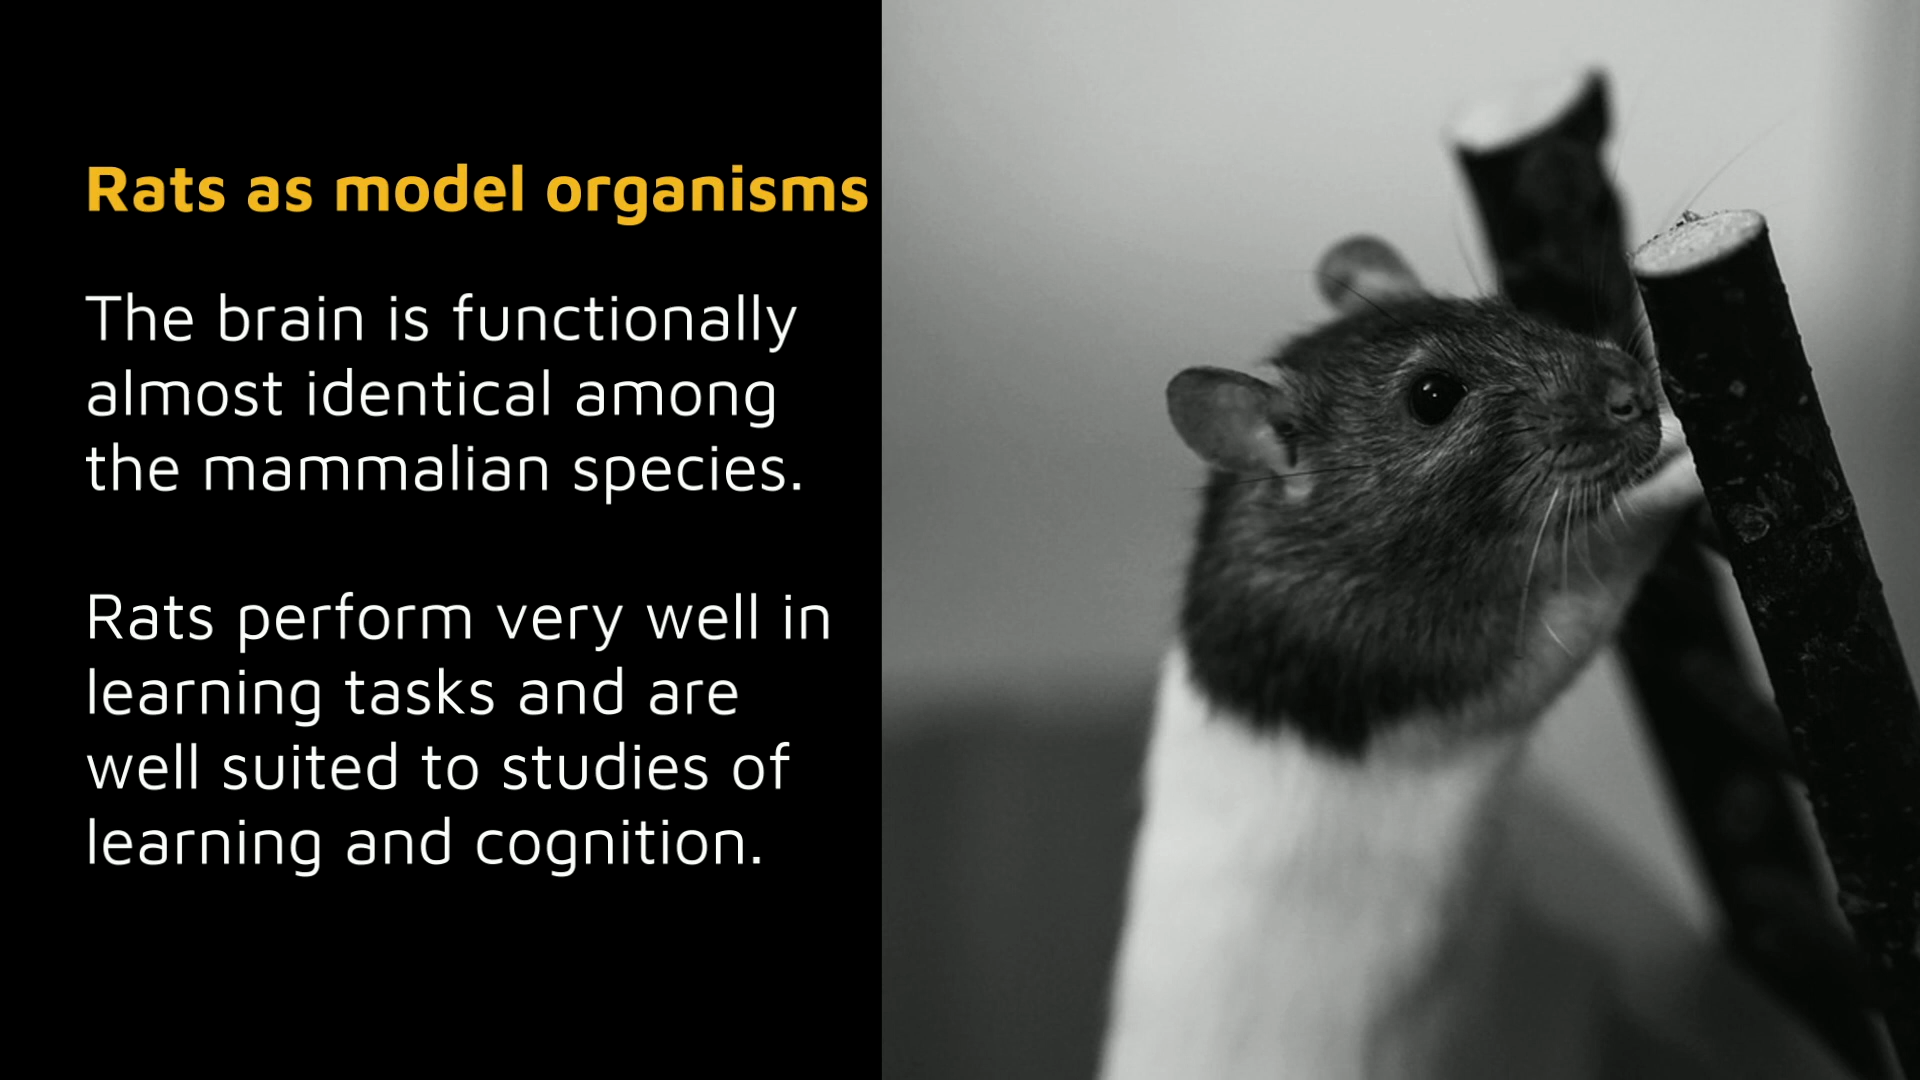 Rats as model organisms
The brain is functionally
almost identical among
the mammalian species.
Rats perform very well in
learning tasks and are
well suited to studies of
learning and cognition.